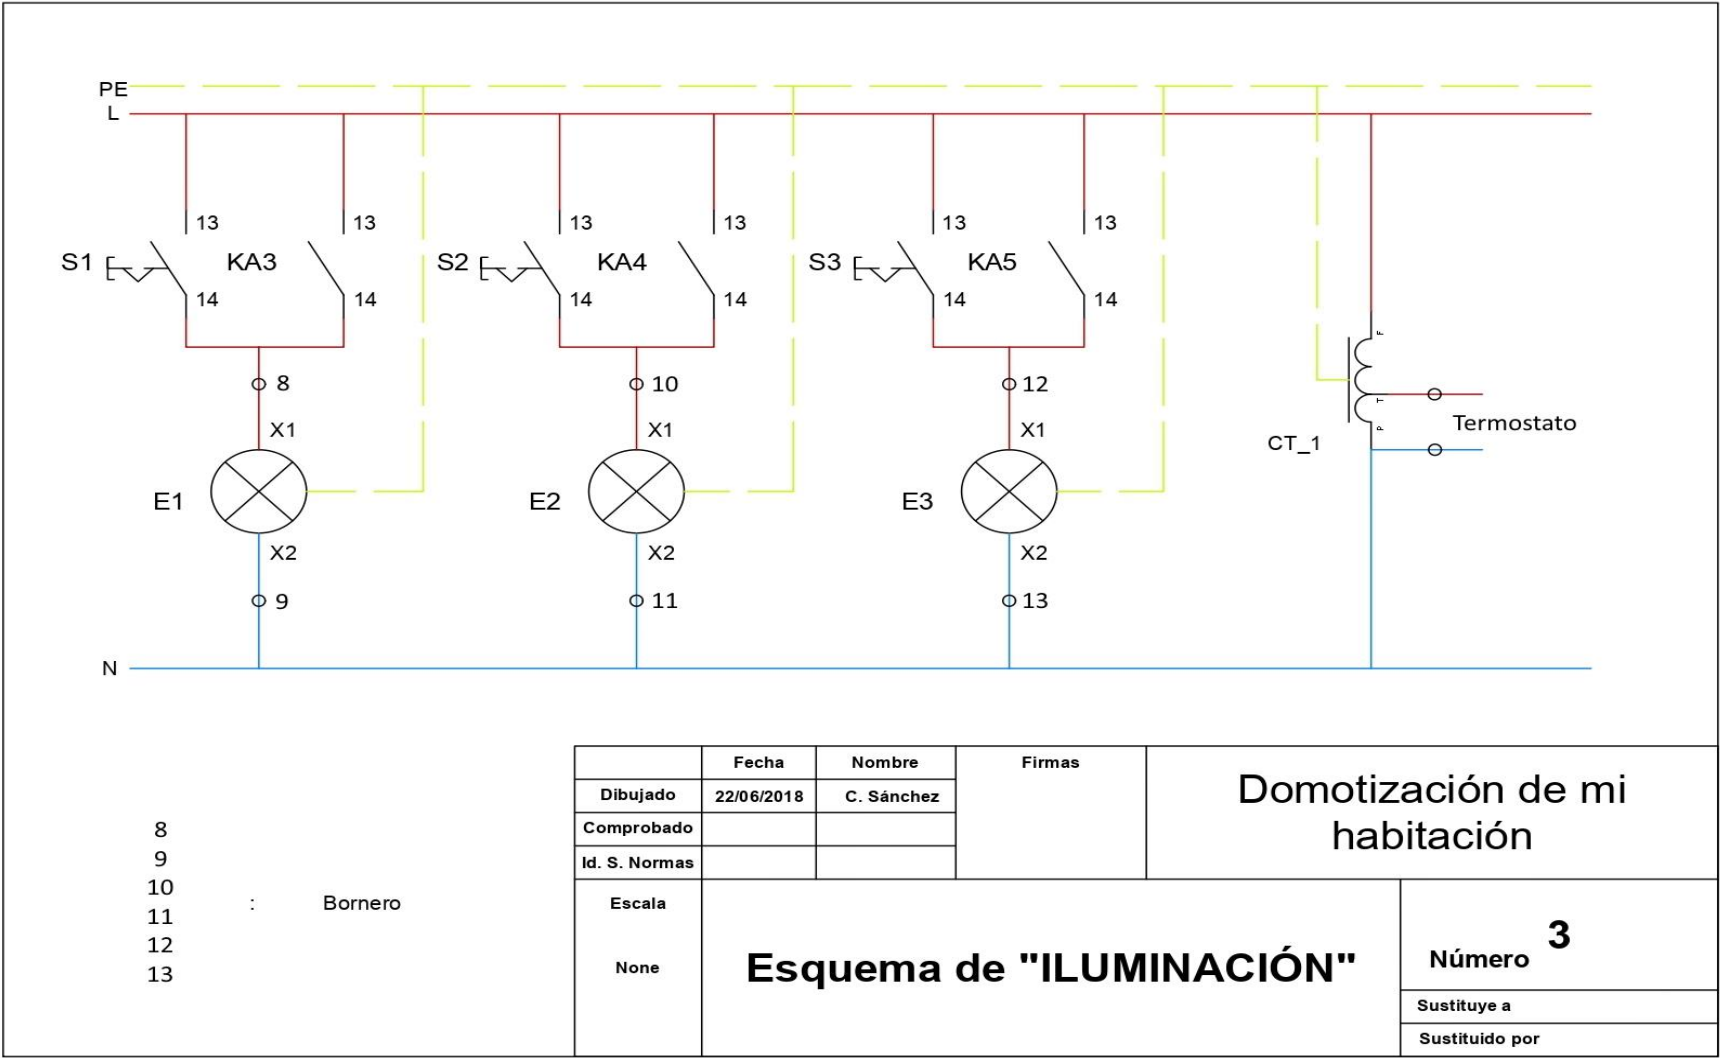 PE
L
13
13
13
13
13
13
S1
KA3
S2
KA4
S3
KA5
14
14
14
14
14
14
F
8
10
12
T
Termostato
P
X1
X1
X1
CT_1
E1
E2
E3
X2
X2
X2
9
11
13
N
Fecha
Nombre
Firmas
Domotización de mi
habitación
Dibujado
22/06/2018
C. Sánchez
Comprobado
Id. S. Normas
8
9
10
11
12
13
:
Bornero
Escala
None
Esquema de "ILUMINACIÓN"
Número
3
Sustituye a
Sustituido por